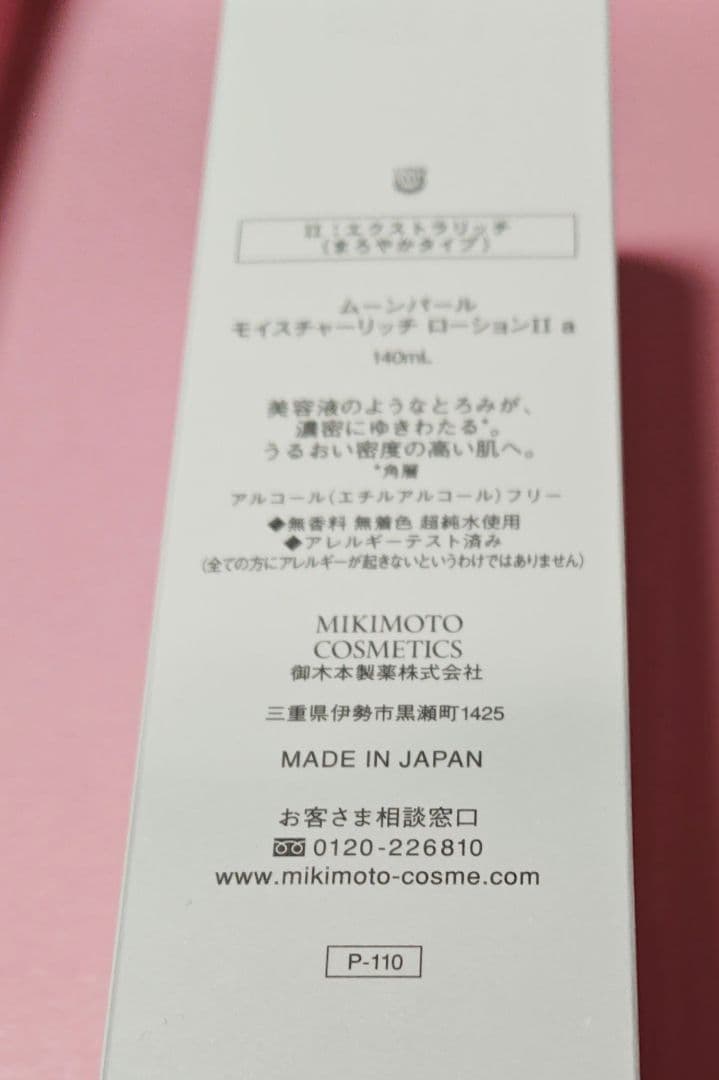 II：エクストラリッチ
（まろやかタイプ）
ムーンパール
モイスチャーリッチ ローションII a
140mL
美容液のようなとろみが、
濃密にゆきわたる*。
うるおい密度の高い肌へ。
*角層
アルコール（エチルアルコール）フリー
◆無香料 無着色 超純水使用
◆アレルギーテスト済み
（全ての方にアレルギーが起きないというわけではありません）
MIKIMOTO
COSMETICS
御木本製薬株式会社
三重県伊勢市黒瀬町1425
MADE IN JAPAN
お客さま相談窓口
0120-226810
www.mikimoto-cosme.com
P-110